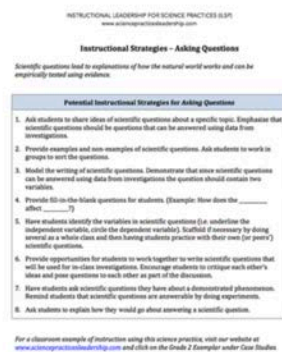 INSTRUCTIONAL LEADERSHIP FOR SCIENCE PRACTICES (ILSP)
www.sciencepracticesleadership.com
Instructional Strategies – Asking Questions
Scientific questions lead to explanations of how the natural world works and can be
empirically tested using evidence.
Potential Instructional Strategies for Asking Questions
1. Ask students to share ideas of scientific questions about a specific topic. Emphasize that
scientific questions should be questions that can be answered using data from
investigations.
2. Provide examples and non-examples of scientific questions. Ask students to work in
groups to sort the questions.
3. Model the writing of scientific questions. Demonstrate that since scientific questions
can be answered using data from investigations the question should contain two
variables.
4. Provide fill-in-the-blank questions for students. (Example: How does the ________
affect ________?)
5. Have students identify the variables in scientific questions (i.e. underline the
independent variable, circle the dependent variable). Scaffold if necessary by doing
several as a whole class and then having students practice with their own (or peers')
scientific questions.
6. Provide opportunities for students to work together to write scientific questions that
will be used for in-class investigations. Encourage students to critique each other's
ideas and pose questions to each other as part of the discussion.
7. Have students ask scientific questions they have about a demonstrated phenomenon.
Remind students that scientific questions are answerable by doing experiments.
8. Ask students to explain how they would go about answering a scientific question.
For a classroom example of instruction using this science practice, visit our website at
www.sciencepracticesleadership.com and click on the Grade 2 Exemplar under Case Studies.